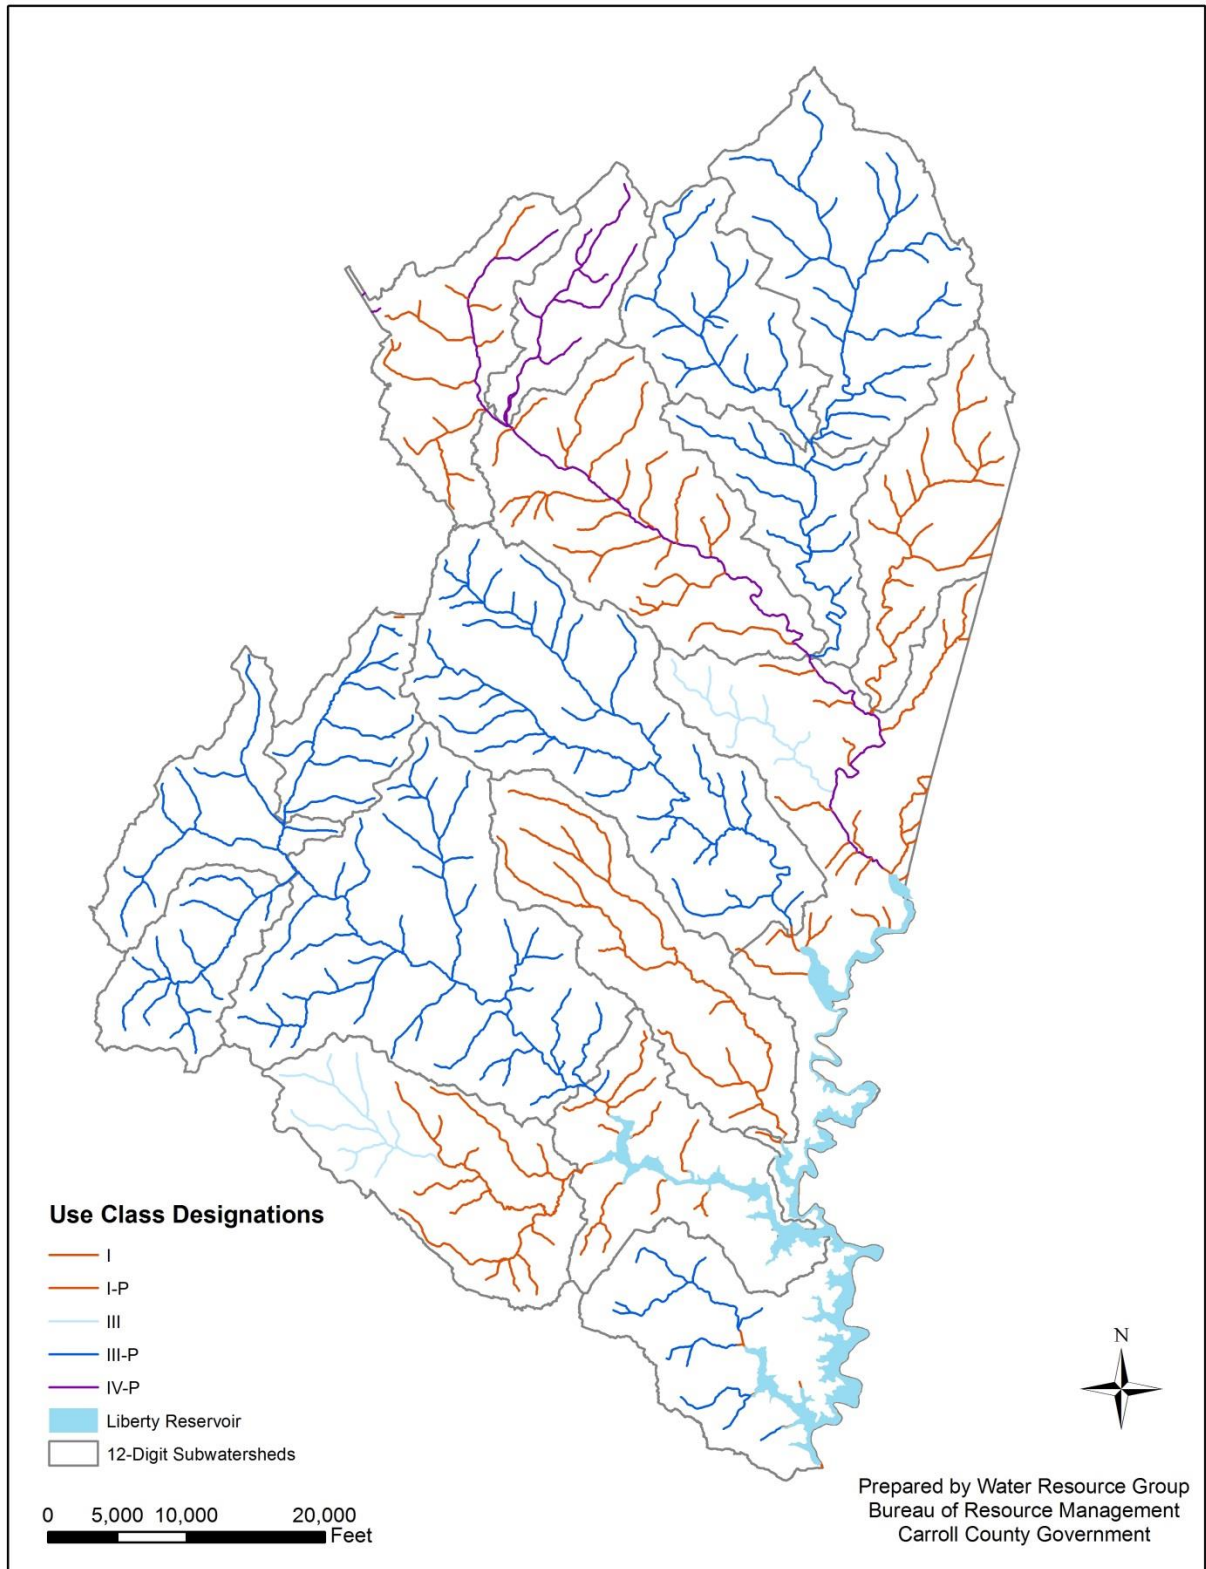 Use Class Designations
I
I-P
III
III-P
IV-P
Liberty Reservoir
12-Digit Subwatersheds
0 5,000 10,000 20,000
Feet
N
Prepared by Water Resource Group
Bureau of Resource Management
Carroll County Government